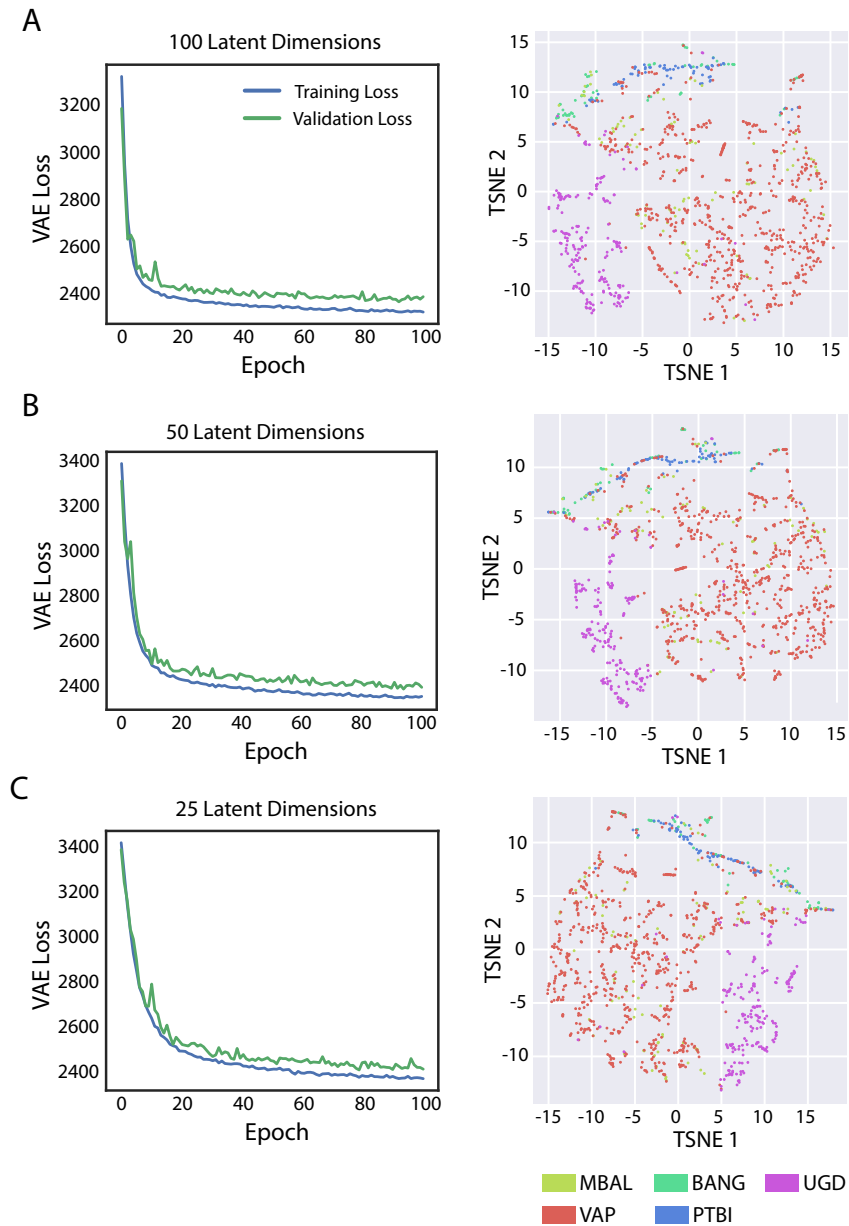 A
100 Latent Dimensions
Training Loss
Validation Loss
3200
3000
2800
2600
2400
VAE Loss
0 20 40 60 80 100
Epoch
15
10
5
0
-5
-10
TSNE 2
-15 -10 -5 0 5 10 15
TSNE 1
B
50 Latent Dimensions
3400
3200
3000
2800
2600
2400
VAE Loss
0 20 40 60 80 100
Epoch
10
5
0
-5
-10
TSNE 2
-15 -10 -5 0 5 10 15
TSNE 1
C
25 Latent Dimensions
3400
3200
3000
2800
2600
2400
VAE Loss
0 20 40 60 80 100
Epoch
10
5
0
-5
-10
TSNE 2
-15 -10 -5 0 5 10 15
TSNE 1
MBAL BANG UGD
VAP PTBI